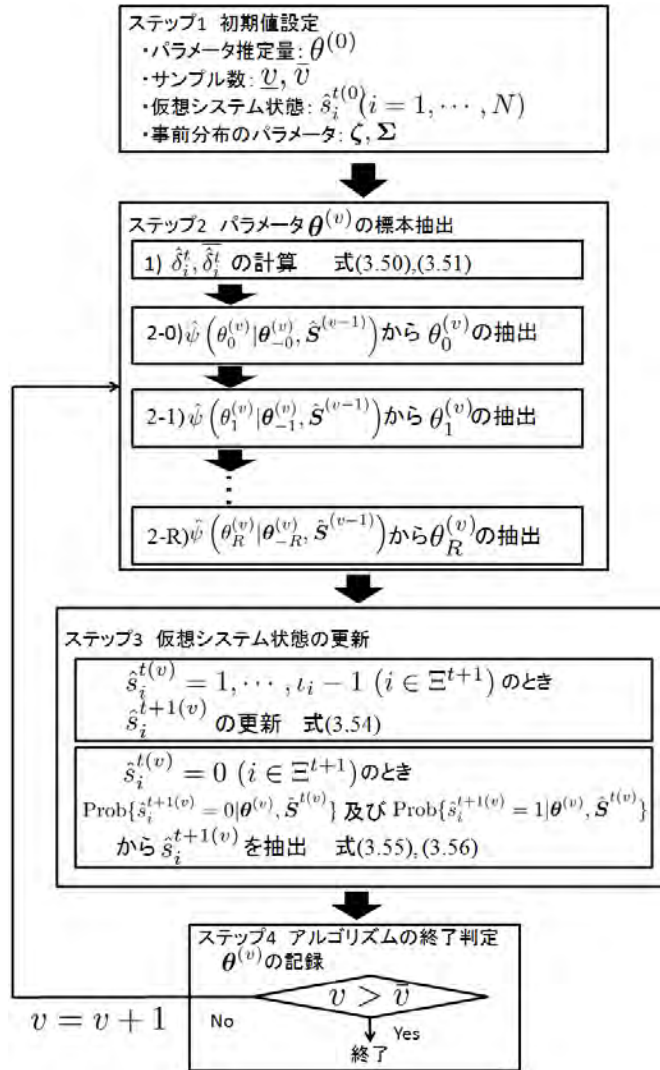 ステップ1 初期値設定
・パラメータ推定量: θ^(0)
・サンプル数: v̲, v̄
・仮想システム状態: ŝ_i^{t(0)}(i = 1, ⋯, N)
・事前分布のパラメータ: ζ, Σ
ステップ2 パラメータθ^(v)の標本抽出
1) δ̂_i^t, \overline{δ̂_i^t} の計算 式(3.50),(3.51)
2-0)ψ̂(θ_0^(v)|θ_{-0}^(v), Ŝ^(v−1))から θ_0^(v)の抽出
2-1)ψ̂(θ_1^(v)|θ_{-1}^(v), Ŝ^(v−1))から θ_1^(v)の抽出
2-R)ψ̂(θ_R^(v)|θ_{-R}^(v), Ŝ^(v−1))からθ_R^(v)の抽出
ステップ3 仮想システム状態の更新
ŝ_i^{t(v)} = 1, ⋯, ι_i − 1 (i ∈ Ξ^{t+1}) のとき
ŝ_i^{t+1(v)} の更新 式(3.54)
ŝ_i^{t(v)} = 0 (i ∈ Ξ^{t+1})のとき
Prob{ŝ_i^{t+1(v)} = 0|θ^(v), Ŝ^{t(v)}} 及び Prob{ŝ_i^{t+1(v)} = 1|θ^(v), Ŝ^{t(v)}}
から ŝ_i^{t+1(v)} を抽出 式(3.55),(3.56)
ステップ4 アルゴリズムの終了判定
θ^(v)の記録
v > v̄
v = v + 1
No
Yes
終了